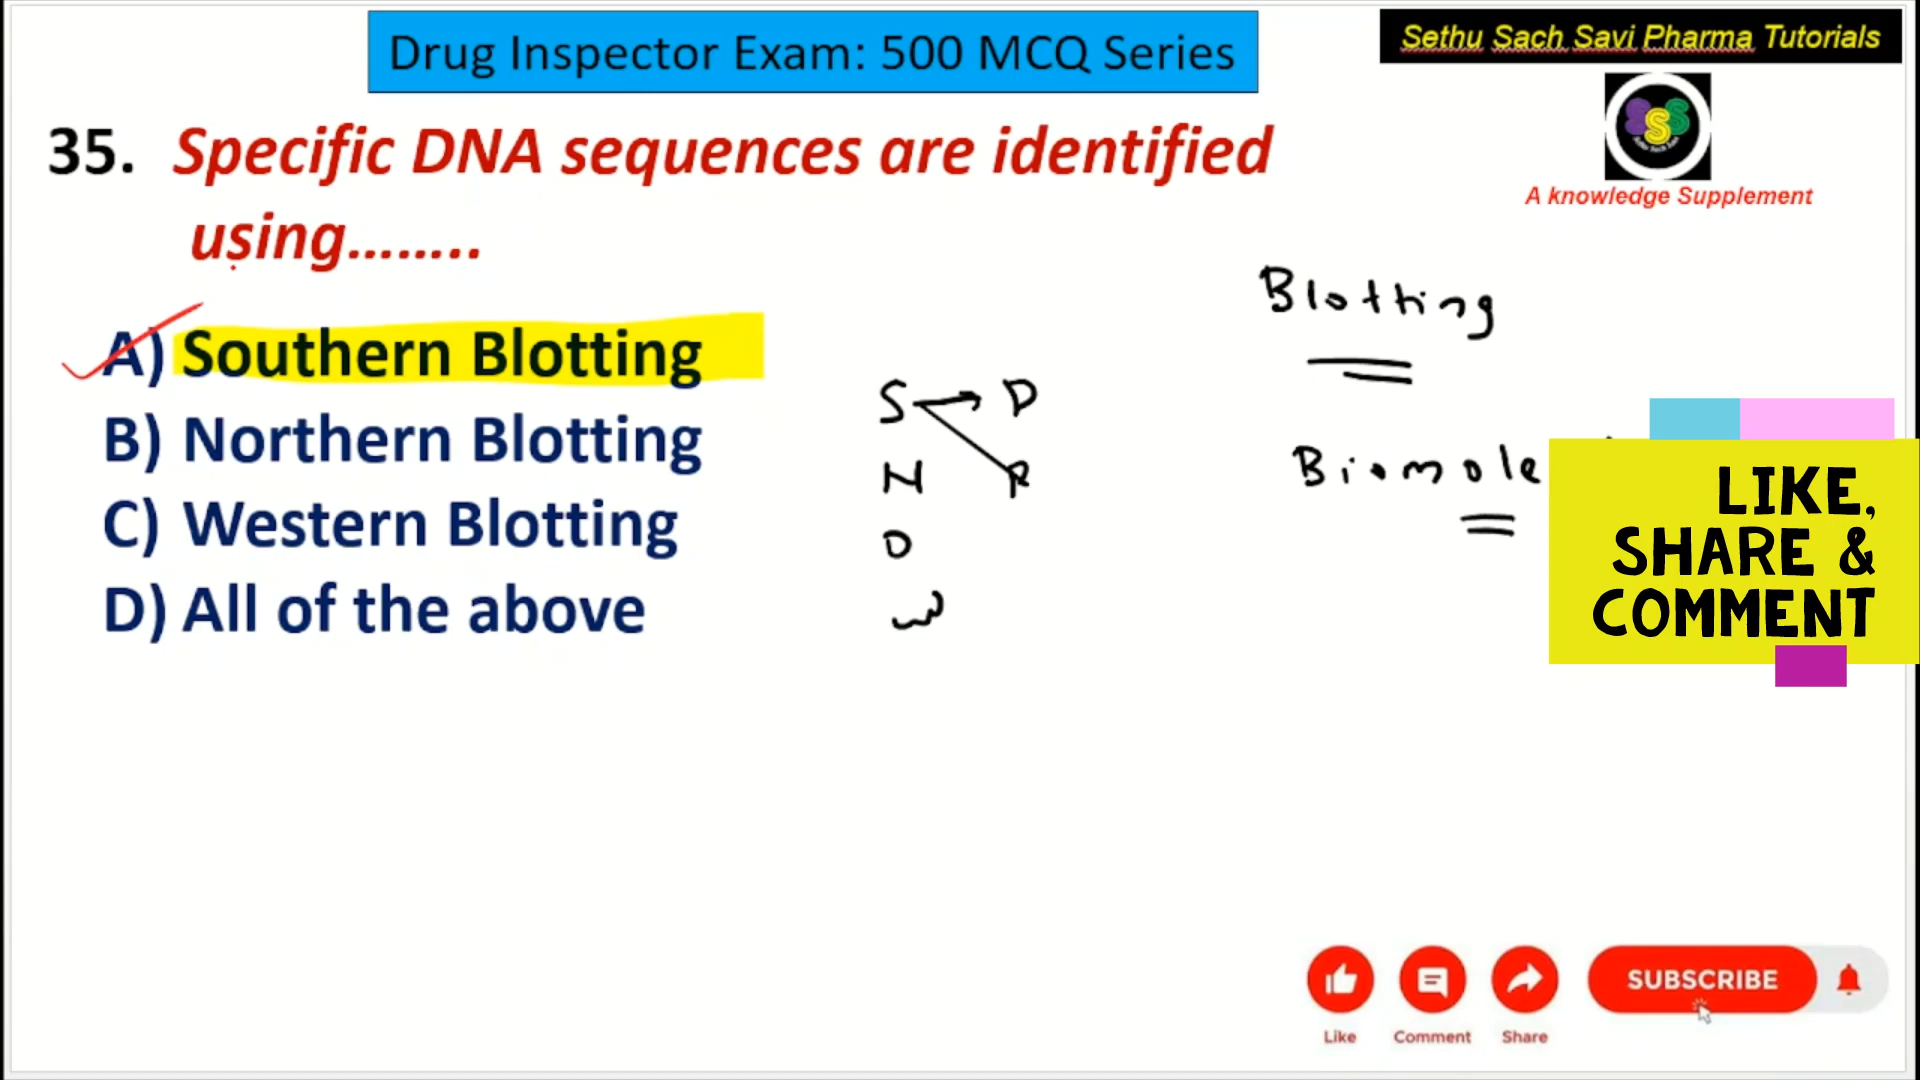 Drug Inspector Exam: 500 MCQ Series
Sethu Sach Savi Pharma Tutorials
SSS
A knowledge Supplement
35. Specific DNA sequences are identified
using........
A) Southern Blotting
B) Northern Blotting
C) Western Blotting
D) All of the above
Blotting
S D
N R
O
W
Biomole
LIKE,
SHARE &
COMMENT
SUBSCRIBE
Like Comment Share